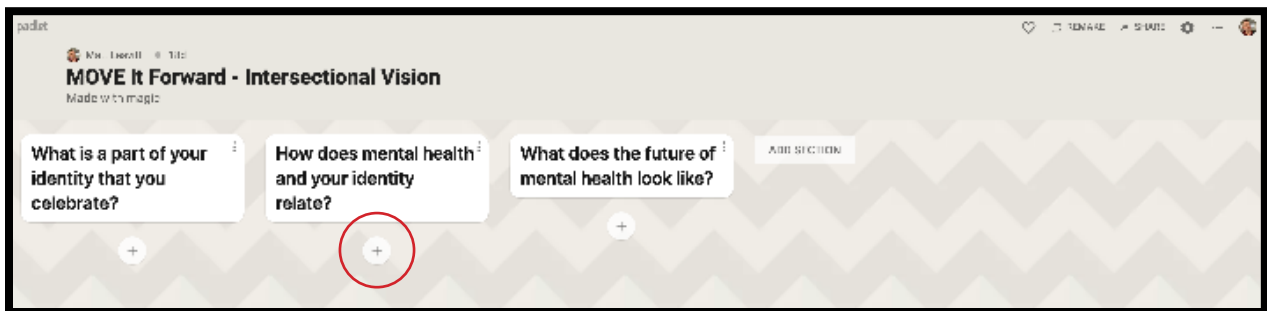 padlet
REMAKE
SHARE
MOVE It Forward - Intersectional Vision
Made with magic
What is a part of your
identity that you
celebrate?
How does mental health
and your identity
relate?
What does the future of
mental health look like?
ADD SECTION